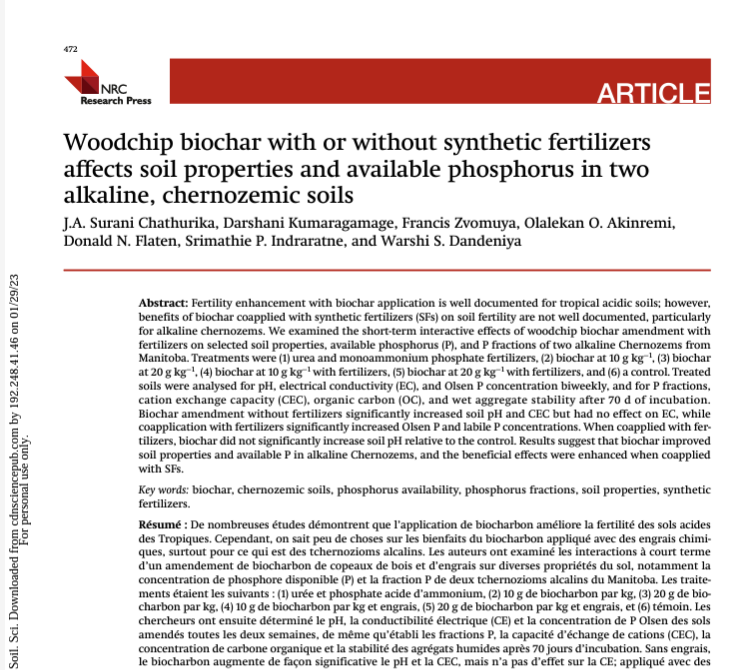 472
NRC
Research Press
ARTICLE
Woodchip biochar with or without synthetic fertilizers
affects soil properties and available phosphorus in two
alkaline, chernozemic soils
J.A. Surani Chathurika, Darshani Kumaragamage, Francis Zvomuya, Olalekan O. Akinremi,
Donald N. Flaten, Srimathie P. Indraratne, and Warshi S. Dandeniya
Abstract: Fertility enhancement with biochar application is well documented for tropical acidic soils; however,
benefits of biochar coapplied with synthetic fertilizers (SFs) on soil fertility are not well documented, particularly
for alkaline chernozems. We examined the short-term interactive effects of woodchip biochar amendment with
fertilizers on selected soil properties, available phosphorus (P), and P fractions of two alkaline Chernozems from
Manitoba. Treatments were (1) urea and monoammonium phosphate fertilizers, (2) biochar at 10 g kg⁻¹, (3) biochar
at 20 g kg⁻¹, (4) biochar at 10 g kg⁻¹ with fertilizers, (5) biochar at 20 g kg⁻¹ with fertilizers, and (6) a control. Treated
soils were analysed for pH, electrical conductivity (EC), and Olsen P concentration biweekly, and for P fractions,
cation exchange capacity (CEC), organic carbon (OC), and wet aggregate stability after 70 d of incubation.
Biochar amendment without fertilizers significantly increased soil pH and CEC but had no effect on EC, while
coapplication with fertilizers significantly increased Olsen P and labile P concentrations. When coapplied with fer-
tilizers, biochar did not significantly increase soil pH relative to the control. Results suggest that biochar improved
soil properties and available P in alkaline Chernozems, and the beneficial effects were enhanced when coapplied
with SFs.
Key words: biochar, chernozemic soils, phosphorus availability, phosphorus fractions, soil properties, synthetic
fertilizers.
Résumé : De nombreuses études démontrent que l'application de biocharbon améliore la fertilité des sols acides
des Tropiques. Cependant, on sait peu de choses sur les bienfaits du biocharbon appliqué avec des engrais chimi-
ques, surtout pour ce qui est des tchernozioms alcalins. Les auteurs ont examiné les interactions à court terme
d'un amendement de biocharbon de copeaux de bois et d'engrais sur diverses propriétés du sol, notamment la
concentration de phosphore disponible (P) et la fraction P de deux tchernozioms alcalins du Manitoba. Les traite-
ments étaient les suivants : (1) urée et phosphate acide d'ammonium, (2) 10 g de biocharbon par kg, (3) 20 g de bio-
charbon par kg, (4) 10 g de biocharbon par kg et engrais, (5) 20 g de biocharbon par kg et engrais, et (6) témoin. Les
chercheurs ont ensuite déterminé le pH, la conductibilité électrique (CE) et la concentration de P Olsen des sols
amendés toutes les deux semaines, de même qu'établi les fractions P, la capacité d'échange de cations (CEC), la
concentration de carbone organique et la stabilité des agrégats humides après 70 jours d'incubation. Sans engrais,
le biocharbon augmente de façon significative le pH et la CEC, mais n'a pas d'effet sur la CE; appliqué avec des
Soil. Sci. Downloaded from cdnsciencepub.com by 192.248.41.46 on 01/29/23
For personal use only.